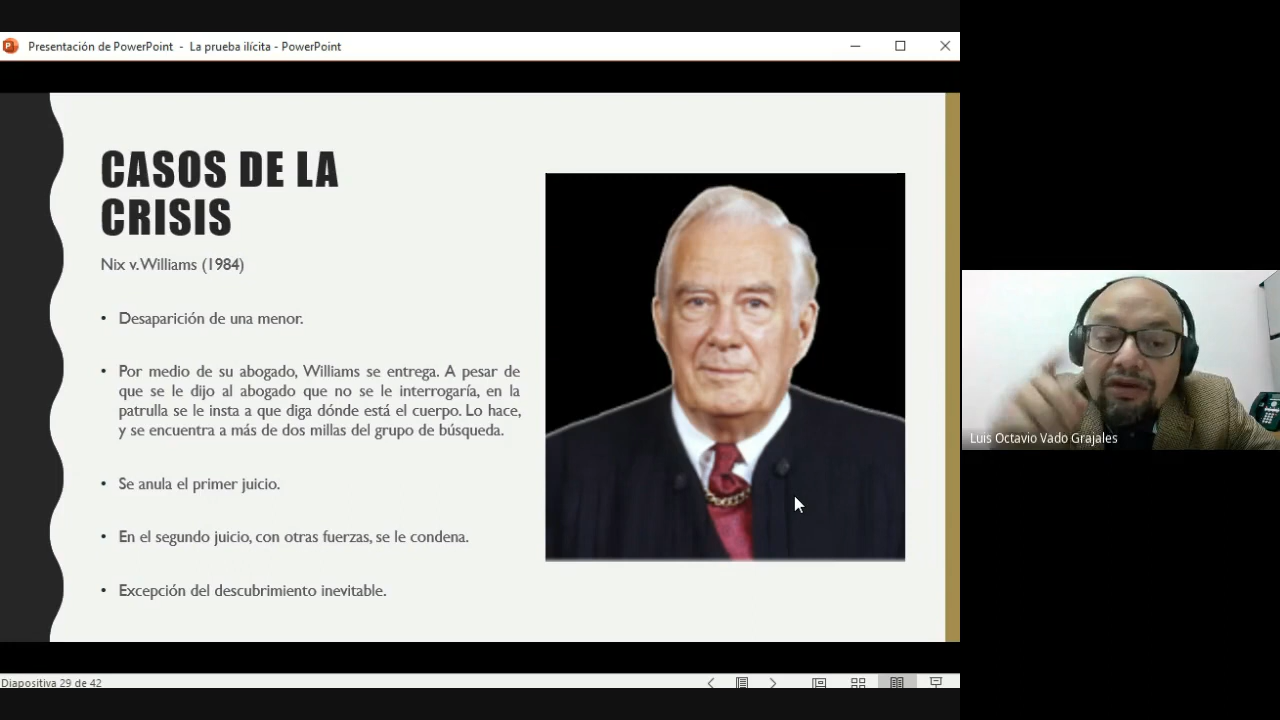 Presentación de PowerPoint - La prueba ilícita - PowerPoint
CASOS DE LA
CRISIS
Nix v. Williams (1984)
• Desaparición de una menor.
• Por medio de su abogado, Williams se entrega. A pesar de
que se le dijo al abogado que no se le interrogaría, en la
patrulla se le insta a que diga dónde está el cuerpo. Lo hace,
y se encuentra a más de dos millas del grupo de búsqueda.
• Se anula el primer juicio.
• En el segundo juicio, con otras fuerzas, se le condena.
• Excepción del descubrimiento inevitable.
Luis Octavio Vado Grajales
Diapositiva 29 de 42